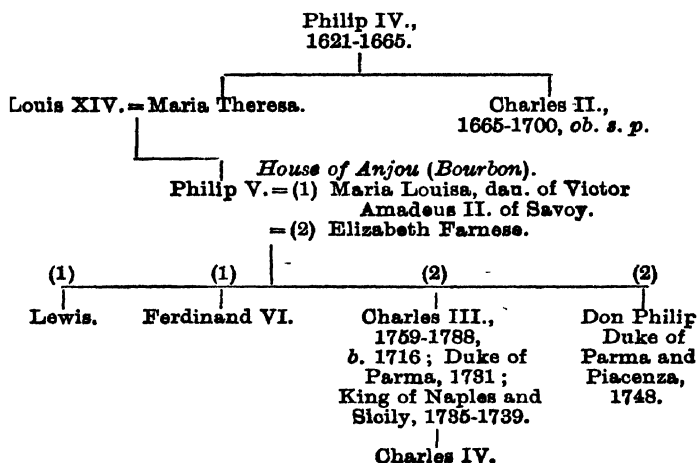 Philip IV.,
1621-1665.
Louis XIV. = Maria Theresa.
Charles II.,
1665-1700, ob. s. p.
House of Anjou (Bourbon).
Philip V. = (1) Maria Louisa, dau. of Victor
Amadeus II. of Savoy.
= (2) Elizabeth Farnese.
(1) (1) (2) (2)
Lewis.
Ferdinand VI.
Charles III.,
1759-1788,
b. 1716; Duke of
Parma, 1731;
King of Naples and
Sicily, 1735-1739.
Charles IV.
Don Philip
Duke of
Parma and
Piacenza,
1748.